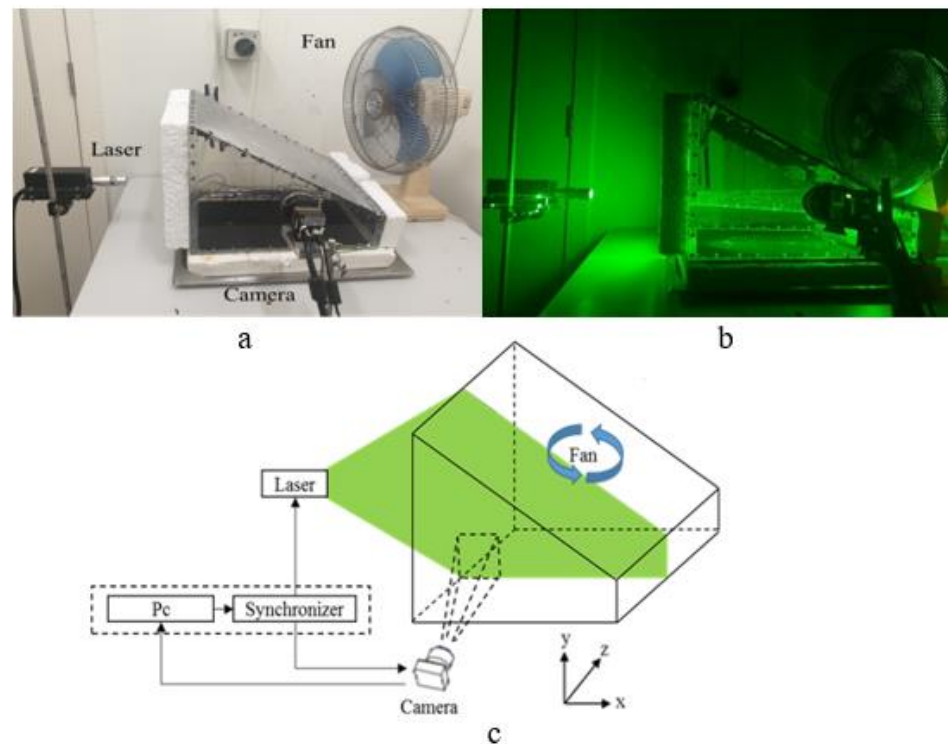 Fan
Laser
Camera
a
b
Fan
Laser
Pc
Synchronizer
y
z
x
Camera
c